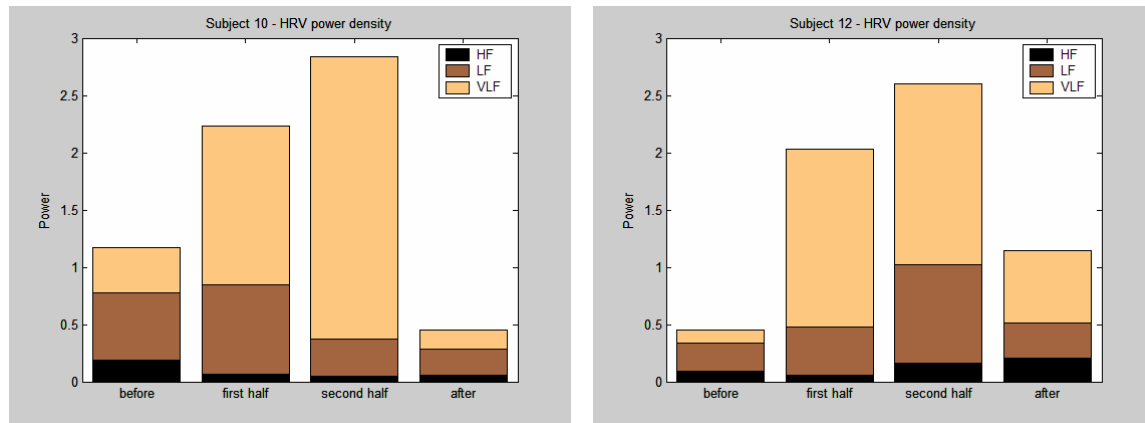 Subject 10 - HRV power density
3
2.5
2
1.5
1
0.5
0
Power
HF
LF
VLF
before first half second half after
Subject 12 - HRV power density
3
2.5
2
1.5
1
0.5
0
Power
HF
LF
VLF
before first half second half after